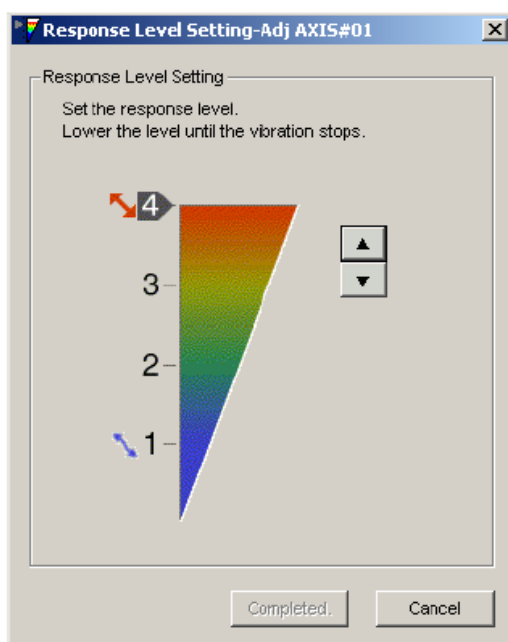 Response Level Setting-Adj AXIS#01
Response Level Setting
Set the response level.
Lower the level until the vibration stops.
4
3
2
1
Completed.
Cancel